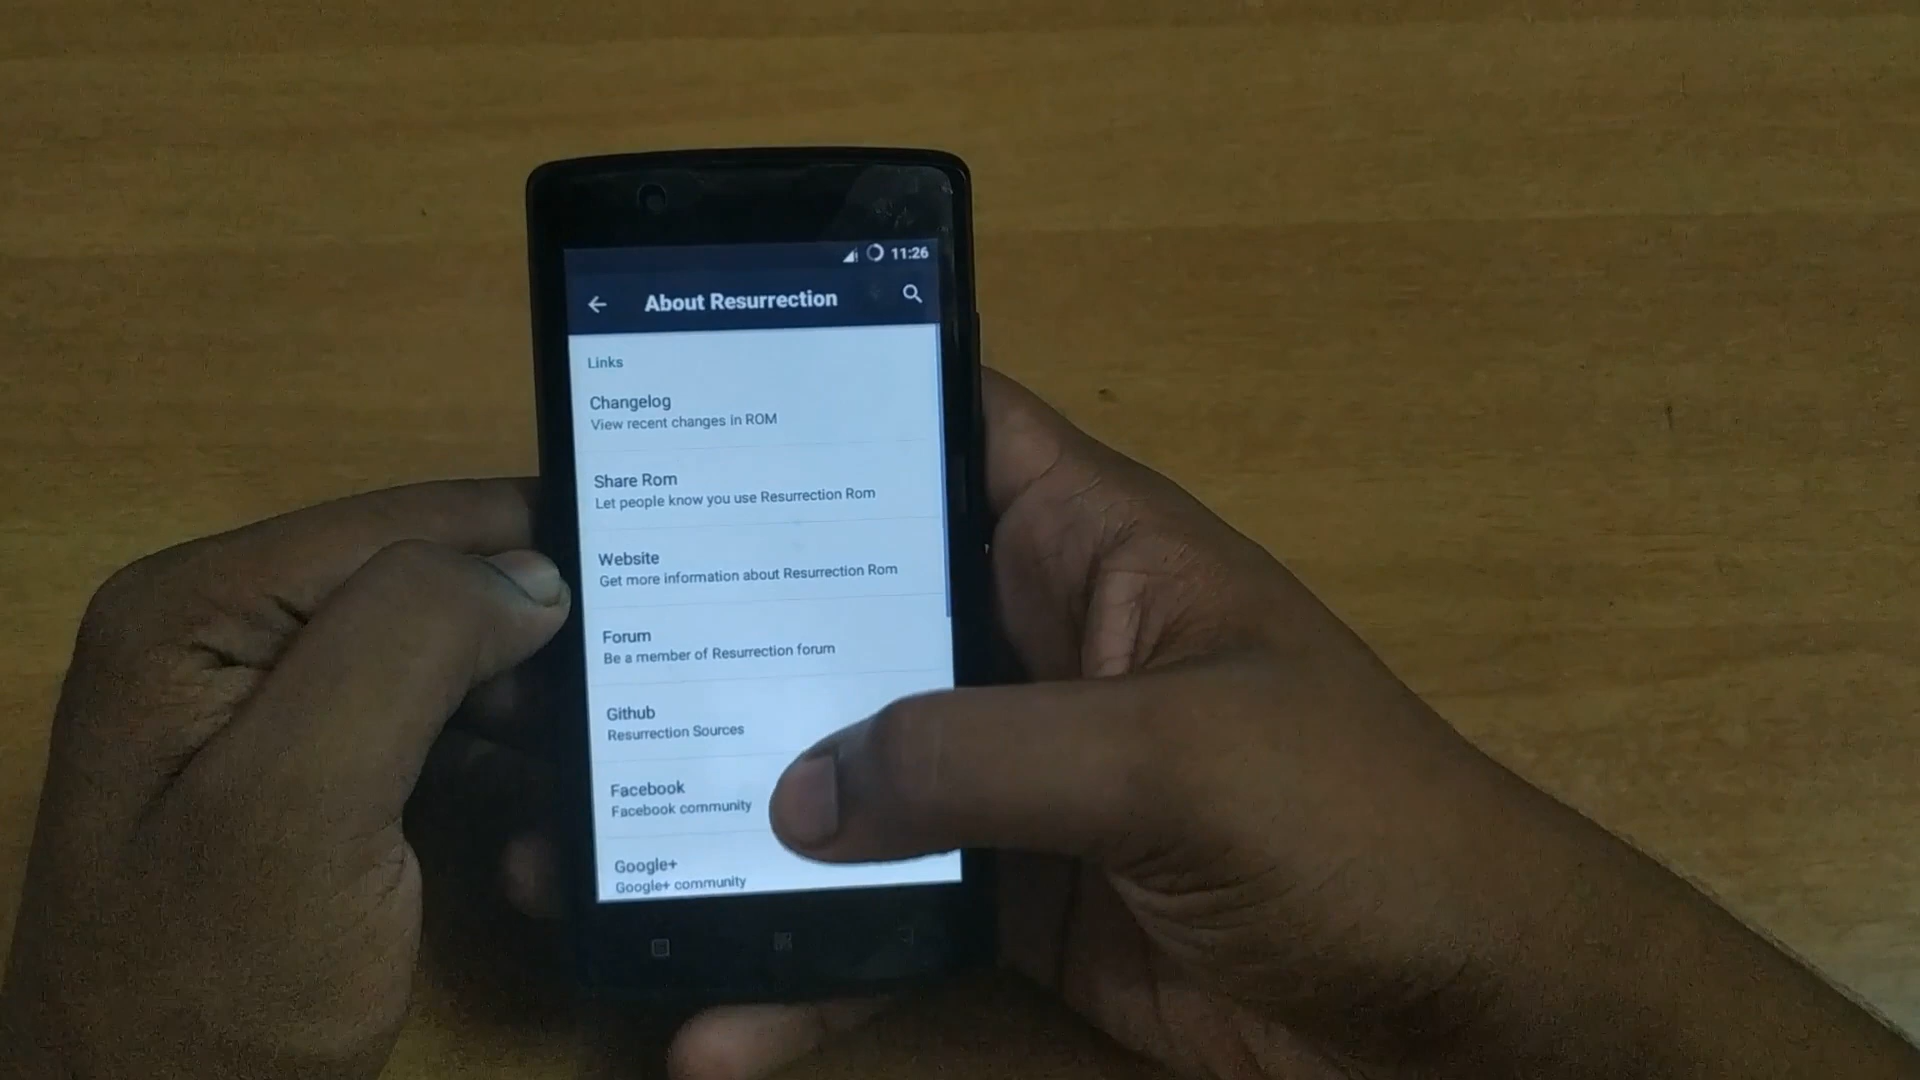 11:26
About Resurrection
Links
Changelog
View recent changes in ROM
Share Rom
Let people know you use Resurrection Rom
Website
Get more information about Resurrection Rom
Forum
Be a member of Resurrection forum
Github
Resurrection Sources
Facebook
Facebook community
Google+
Google+ community